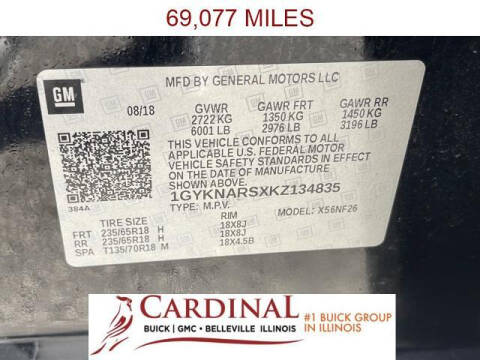 69,077 MILES
GM
MFD BY GENERAL MOTORS LLC
08/18 GVWR GAWR FRT GAWR RR
2722 KG 1350 KG 1450 KG
6001 LB 2976 LB 3196 LB
THIS VEHICLE CONFORMS TO ALL
APPLICABLE U.S. FEDERAL MOTOR
VEHICLE SAFETY STANDARDS IN EFFECT
ON THE DATE OF MANUFACTURE SHOWN ABOVE.
384A
1GYKNARSXKZ134835
TYPE: M.P.V. MODEL: X56NF26
TIRE SIZE RIM
FRT 235/65R18 H 18X8J
RR 235/65R18 H 18X8J
SPA T135/70R18 M 18X4.5B
CARDINAL
BUICK | GMC • BELLEVILLE ILLINOIS
#1 BUICK GROUP
IN ILLINOIS